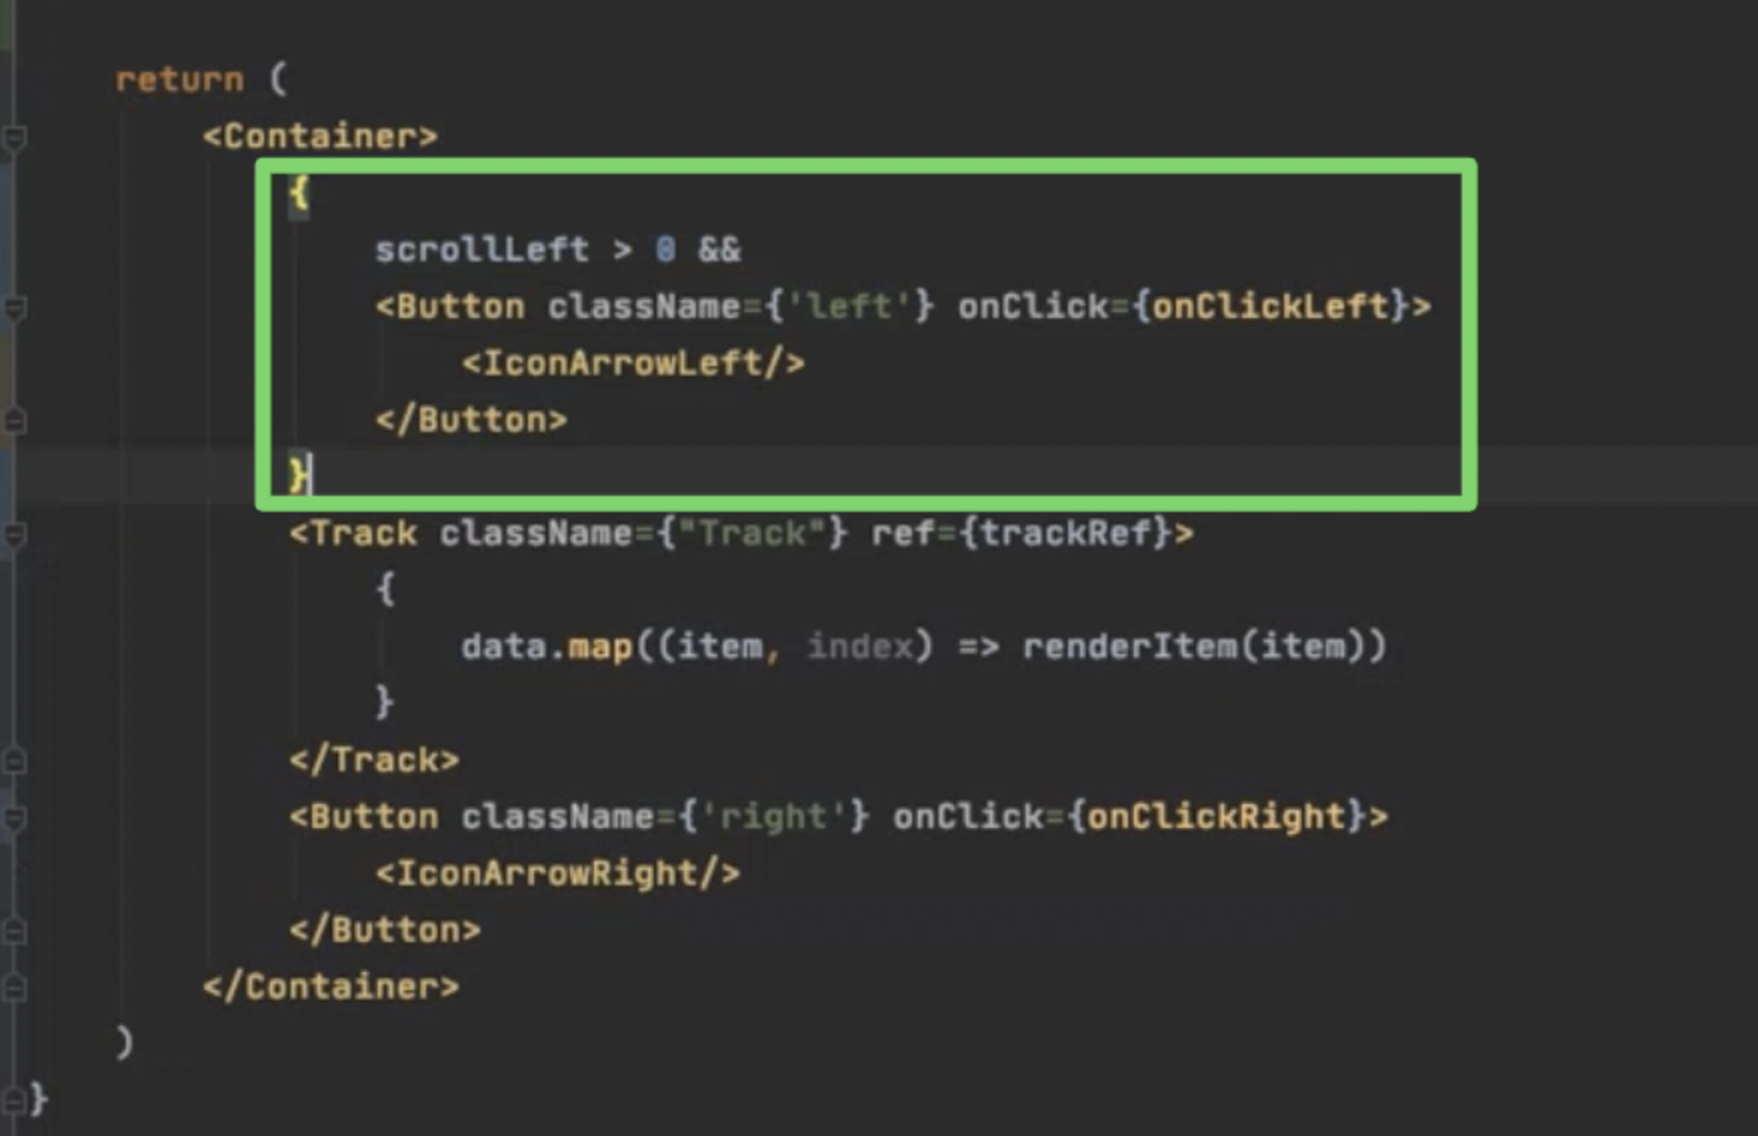 return (
<Container>
{
scrollLeft > 0 &&
<Button className={'left'} onClick={onClickLeft}>
<IconArrowLeft/>
</Button>
}
<Track className={"Track"} ref={trackRef}>
{
data.map((item, index) => renderItem(item))
}
</Track>
<Button className={'right'} onClick={onClickRight}>
<IconArrowRight/>
</Button>
</Container>
)
}